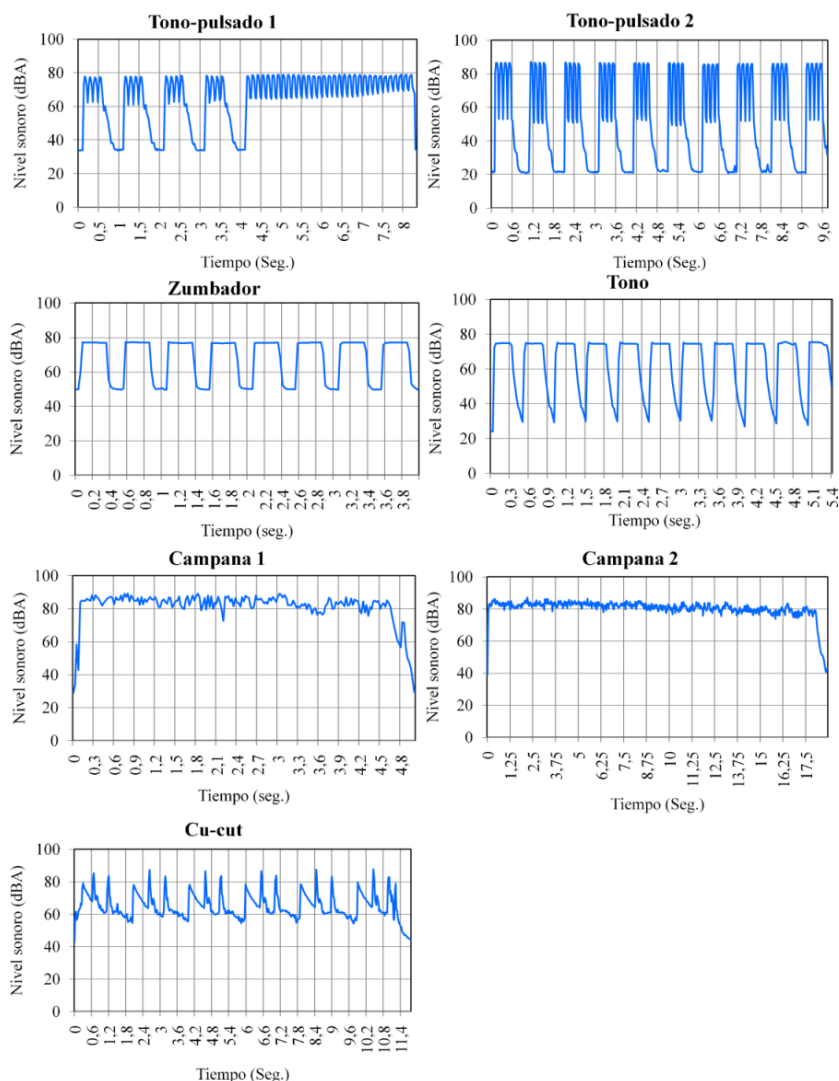 Tono-pulsado 1
Nivel sonoro (dBA)
100
80
60
40
20
0
0 0,5 1 1,5 2 2,5 3 3,5 4 4,5 5 5,5 6 6,5 7 7,5 8
Tiempo (Seg.)
Tono-pulsado 2
Nivel sonoro (dBA)
100
80
60
40
20
0
0 0,6 1,2 1,8 2,4 3 3,6 4,2 4,8 5,4 6 6,6 7,2 7,8 8,4 9 9,6
Tiempo (Seg.)
Zumbador
Nivel sonoro (dBA)
100
80
60
40
20
0
0 0,2 0,4 0,6 0,8 1 1,2 1,4 1,6 1,8 2 2,2 2,4 2,6 2,8 3 3,2 3,4 3,6 3,8
Tiempo (seg.)
Tono
Nivel sonoro (dBA)
100
80
60
40
20
0
0 0,3 0,6 0,9 1,2 1,5 1,8 2,1 2,4 2,7 3 3,3 3,6 3,9 4,2 4,5 4,8 5,1 5,4
Tiempo (seg.)
Campana 1
Nivel sonoro (dBA)
100
80
60
40
20
0
0 0,3 0,6 0,9 1,2 1,5 1,8 2,1 2,4 2,7 3 3,3 3,6 3,9 4,2 4,5 4,8
Tiempo (seg.)
Campana 2
Nivel sonoro (dBA)
100
80
60
40
20
0
0 1,25 2,5 3,75 5 6,25 7,5 8,75 10 11,25 12,5 13,75 15 16,25 17,5
Tiempo (Seg.)
Cu-cut
Nivel sonoro (dBA)
100
80
60
40
20
0
0 0,6 1,2 1,8 2,4 3 3,6 4,2 4,8 5,4 6 6,6 7,2 7,8 8,4 9 9,6 10,2 10,8 11,4
Tiempo (Seg.)